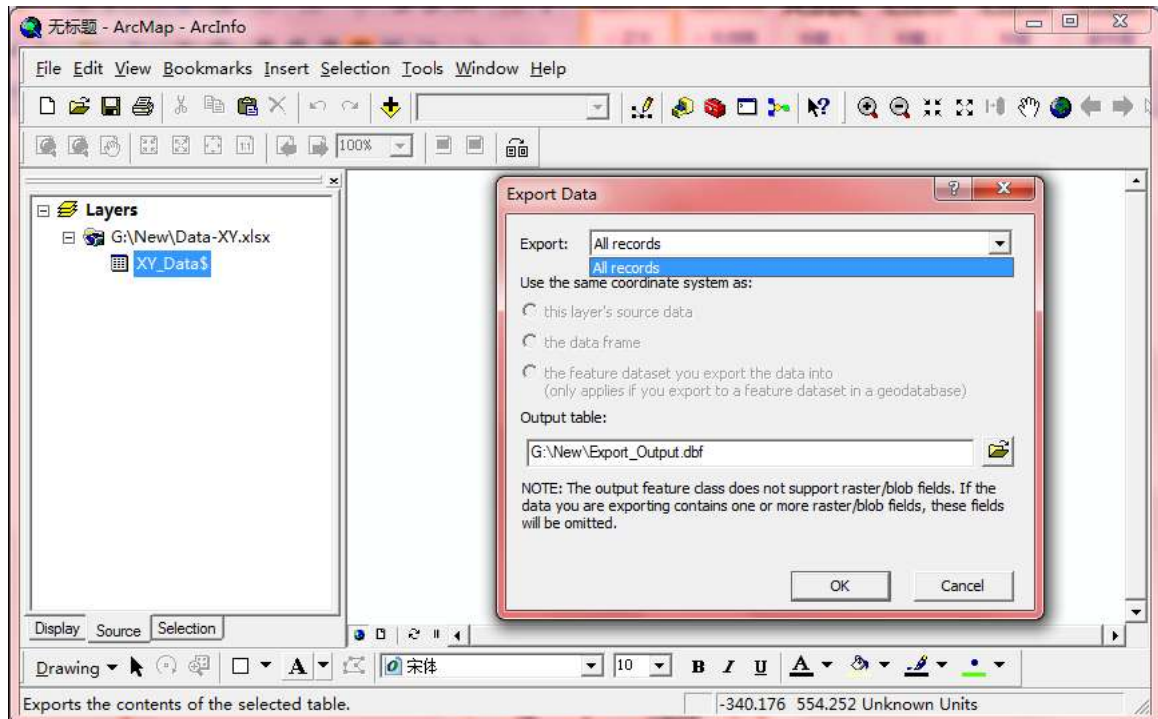 无标题 - ArcMap - ArcInfo
File Edit View Bookmarks Insert Selection Tools Window Help
100%
Layers
G:\New\Data-XY.xlsx
XY_Data$
Export Data
Export: All records
All records
Use the same coordinate system as:
this layer's source data
the data frame
the feature dataset you export the data into
(only applies if you export to a feature dataset in a geodatabase)
Output table:
G:\New\Export_Output.dbf
NOTE: The output feature class does not support raster/blob fields. If the
data you are exporting contains one or more raster/blob fields, these fields
will be omitted.
OK Cancel
Display Source Selection
Drawing A 宋体 10 B I U A
Exports the contents of the selected table. -340.176 554.252 Unknown Units